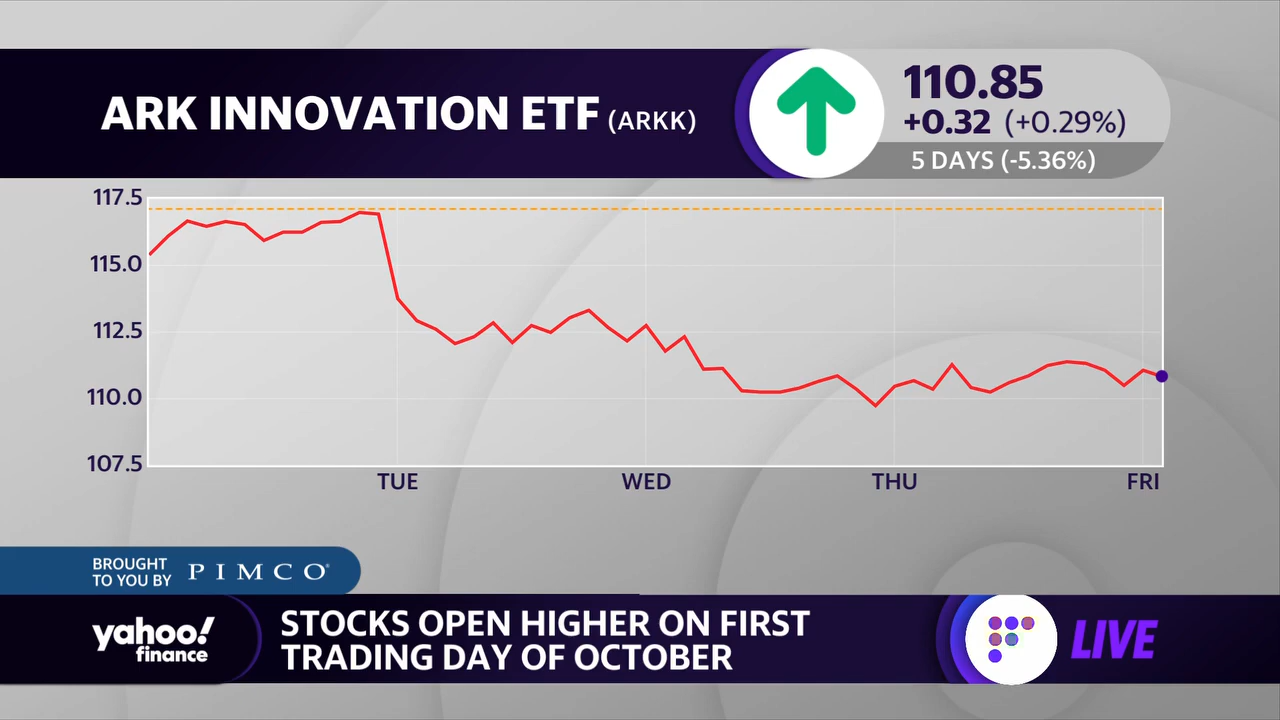 ARK INNOVATION ETF (ARKK)
110.85
+0.32 (+0.29%)
5 DAYS (-5.36%)
117.5
115.0
112.5
110.0
107.5
TUE WED THU FRI
BROUGHT
TO YOU BY PIMCO®
yahoo!
finance
STOCKS OPEN HIGHER ON FIRST
TRADING DAY OF OCTOBER
LIVE